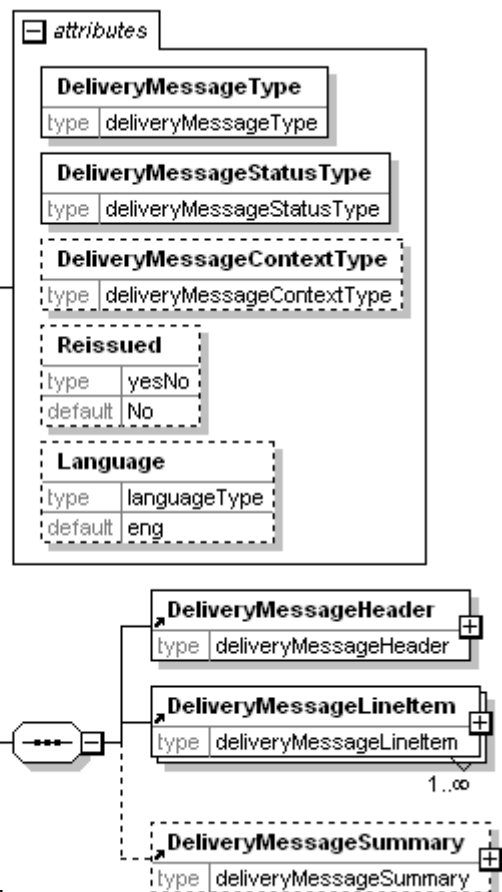 attributes
DeliveryMessageType
type deliveryMessageType
DeliveryMessageStatusType
type deliveryMessageStatusType
DeliveryMessageContextType
type deliveryMessageContextType
Reissued
type yesNo
default No
Language
type languageType
default eng
DeliveryMessageHeader
type deliveryMessageHeader
DeliveryMessageLineItem
type deliveryMessageLineItem
1..∞
DeliveryMessageSummary
type deliveryMessageSummary